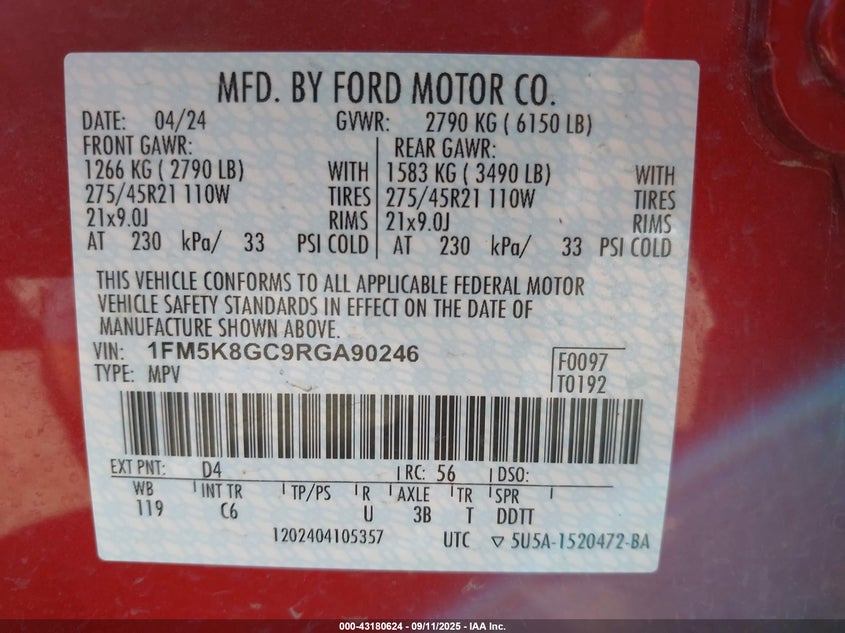 MFD. BY FORD MOTOR CO.
DATE: 04/24 GVWR: 2790 KG ( 6150 LB)
FRONT GAWR: REAR GAWR:
1266 KG ( 2790 LB) WITH 1583 KG ( 3490 LB) WITH
275/45R21 110W TIRES 275/45R21 110W TIRES
21x9.0J RIMS 21x9.0J RIMS
AT 230 kPa/ 33 PSI COLD AT 230 kPa/ 33 PSI COLD
THIS VEHICLE CONFORMS TO ALL APPLICABLE FEDERAL MOTOR
VEHICLE SAFETY STANDARDS IN EFFECT ON THE DATE OF
MANUFACTURE SHOWN ABOVE.
VIN: 1FM5K8GC9RGA90246 F0097
TYPE: MPV T0192
EXT PNT: D4 RC: 56 DSO:
WB INT TR TP/PS R AXLE TR SPR
119 C6 U 3B T DDTT
1202404105357 UTC ▽ 5U5A-1520472-BA
000-43180624 | 09/11/2025 - IAA Inc.